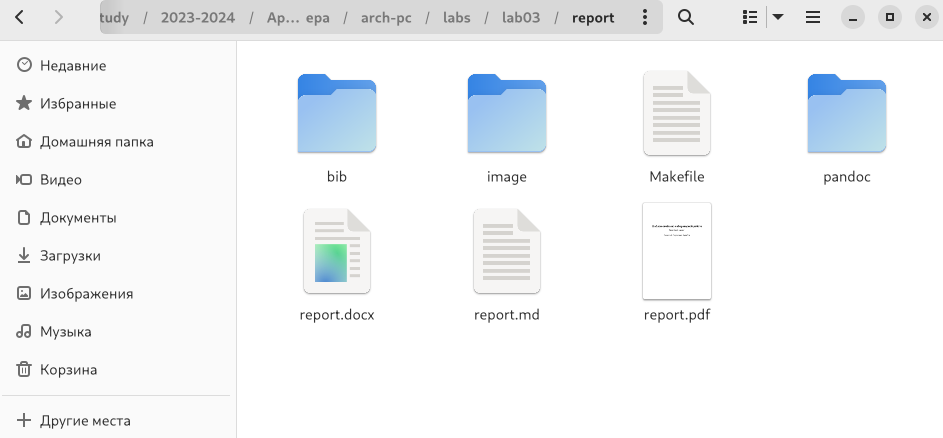 tudy / 2023-2024 / Ap... ера / arch-pc / labs / lab03 / report
Недавние
Избранные
Домашняя папка
Видео
Документы
Загрузки
Изображения
Музыка
Корзина
Другие места
bib
image
Makefile
pandoc
report.docx
report.md
report.pdf